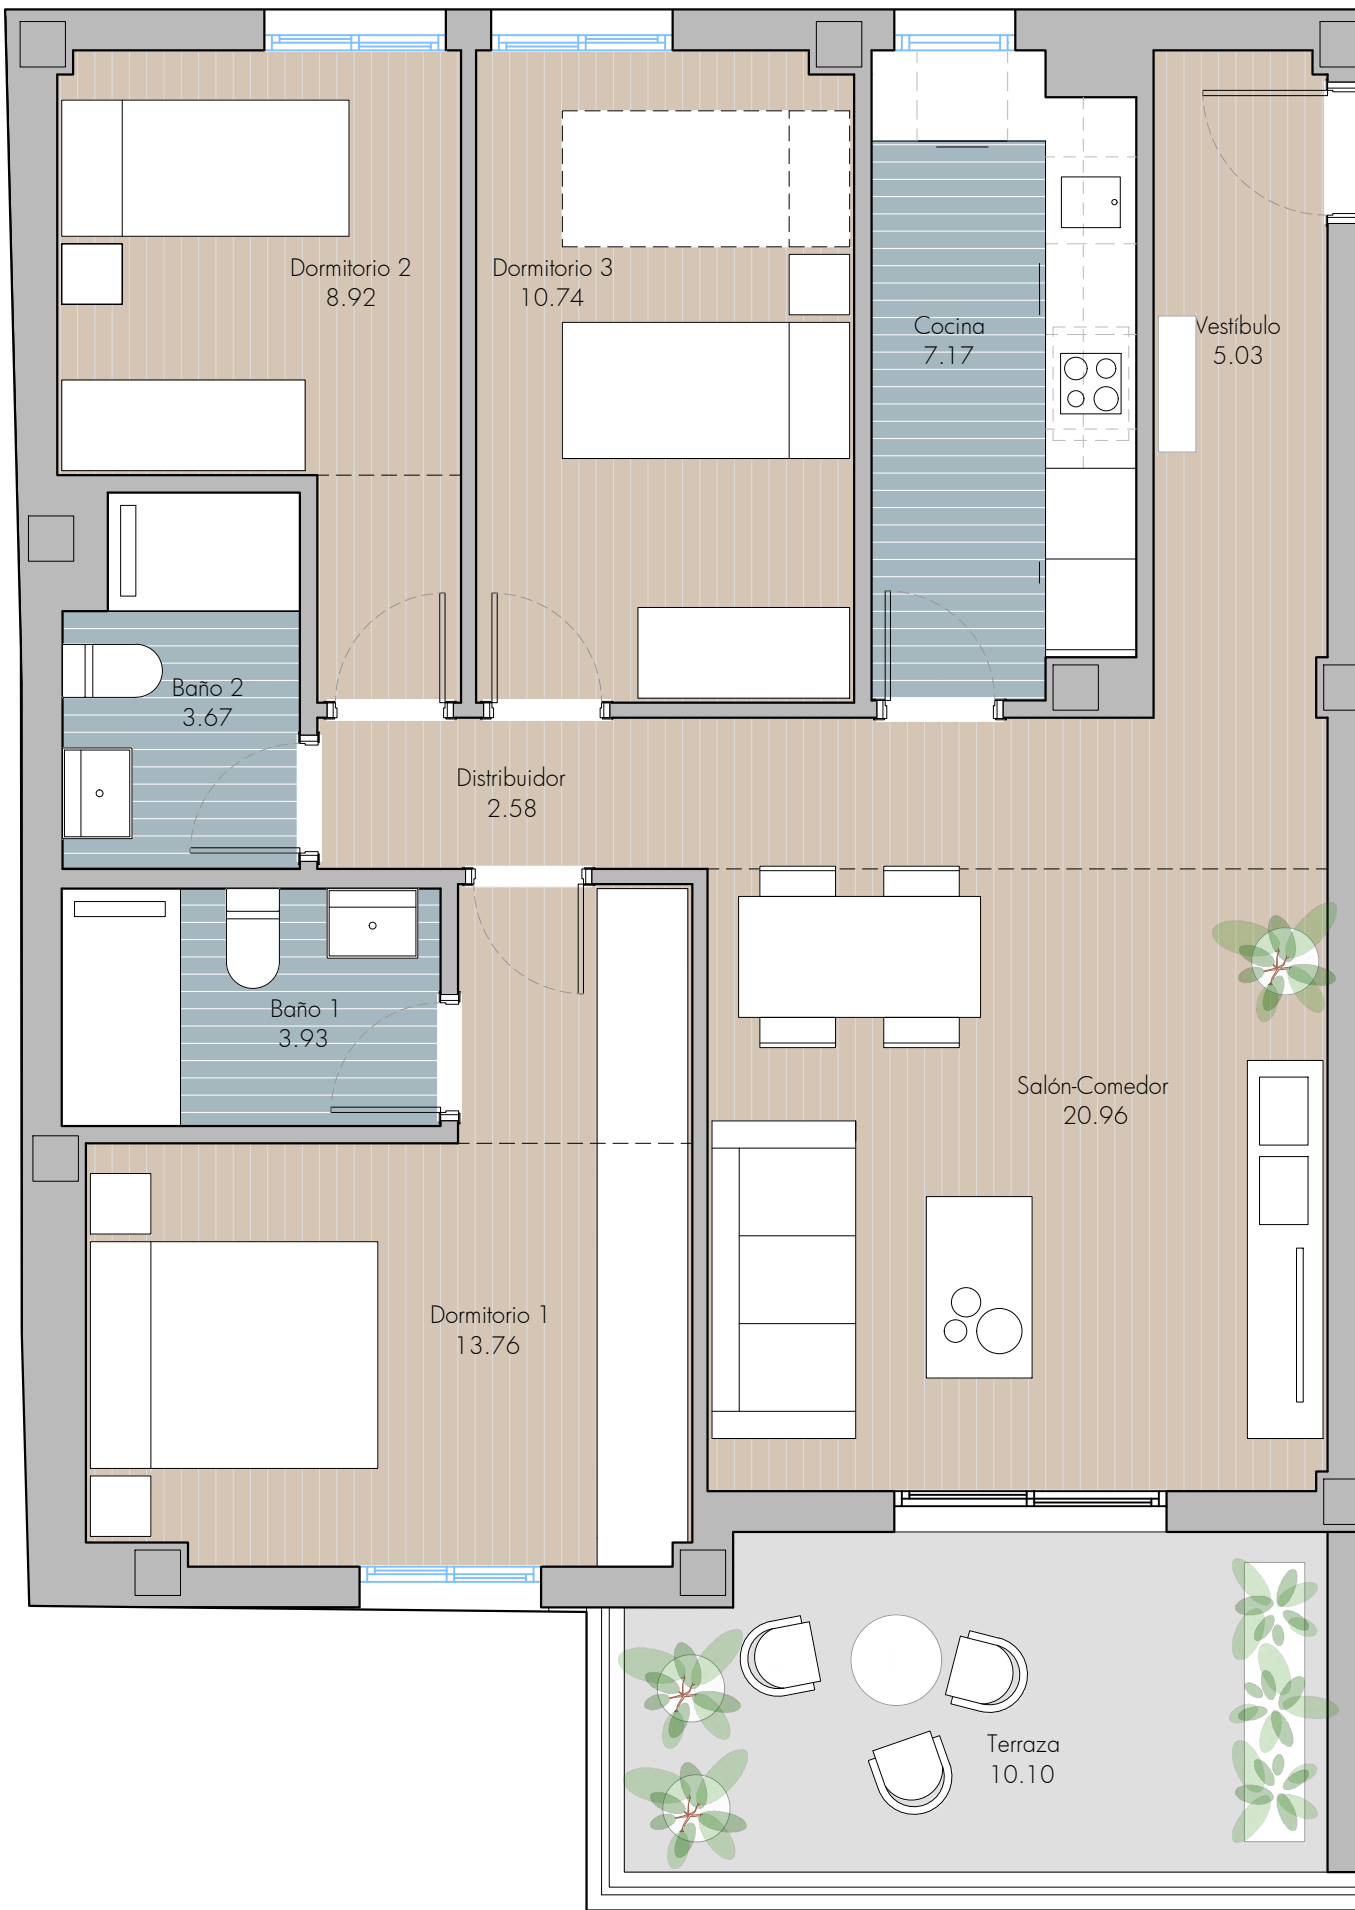 Dormitorio 2
8.92
Dormitorio 3
10.74
Cocina
7.17
Vestíbulo
5.03
Baño 2
3.67
Distribuidor
2.58
Baño 1
3.93
Salón-Comedor
20.96
Dormitorio 1
13.76
Terraza
10.10